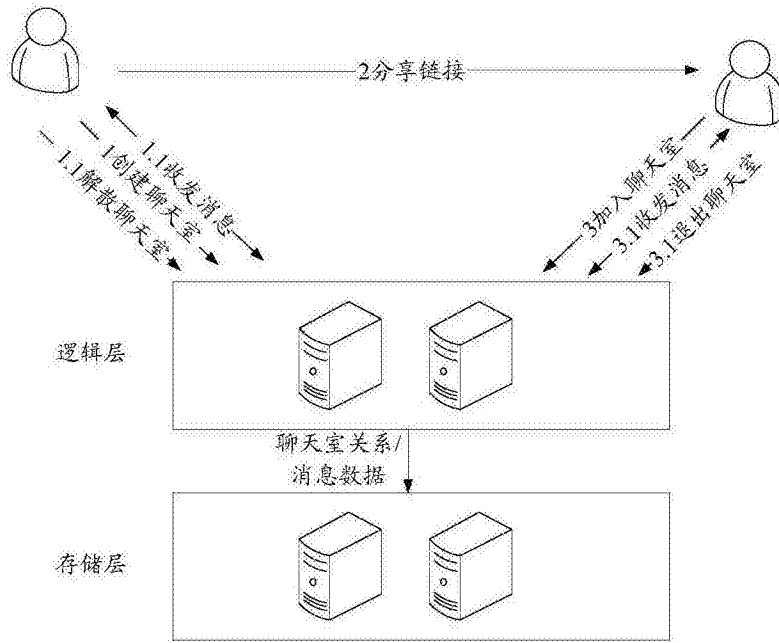 2分享链接
1.1收发消息
1创建聊天室
1.1解散聊天室
3加入聊天室
3.1收发消息
3.1退出聊天室
逻辑层
聊天室关系/
消息数据
存储层